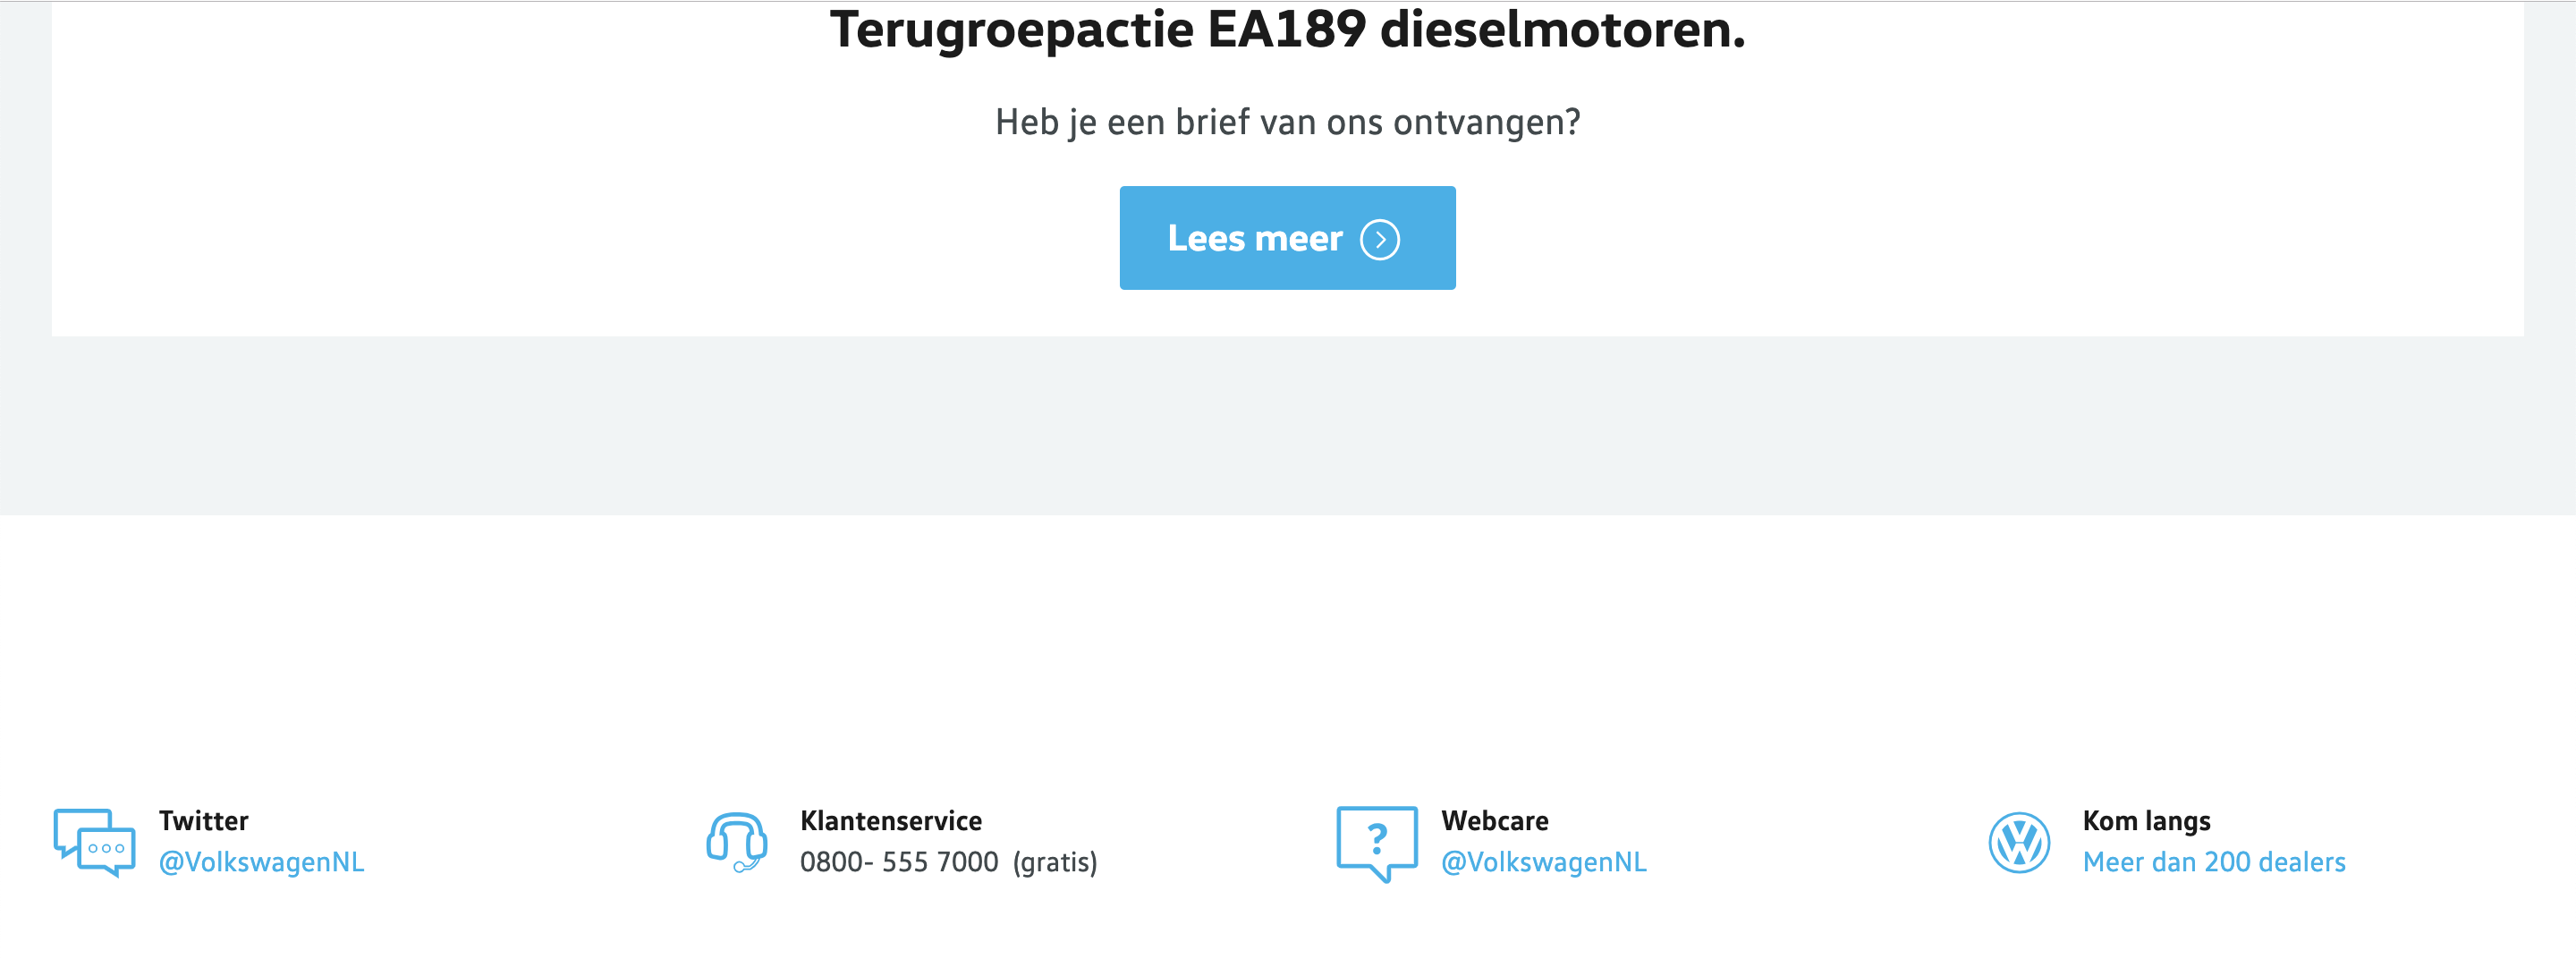 Terugroepactie EA189 dieselmotoren.
Heb je een brief van ons ontvangen?
Lees meer
Twitter
@VolkswagenNL
Klantenservice
0800- 555 7000 (gratis)
Webcare
@VolkswagenNL
Kom langs
Meer dan 200 dealers